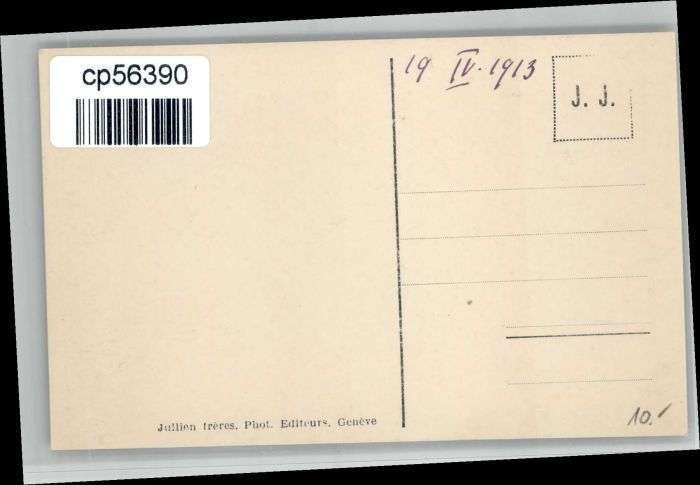 cp56390
19 IV. 1913
J. J.
Jullien frères, Phot. Editeurs, Genève
10.-